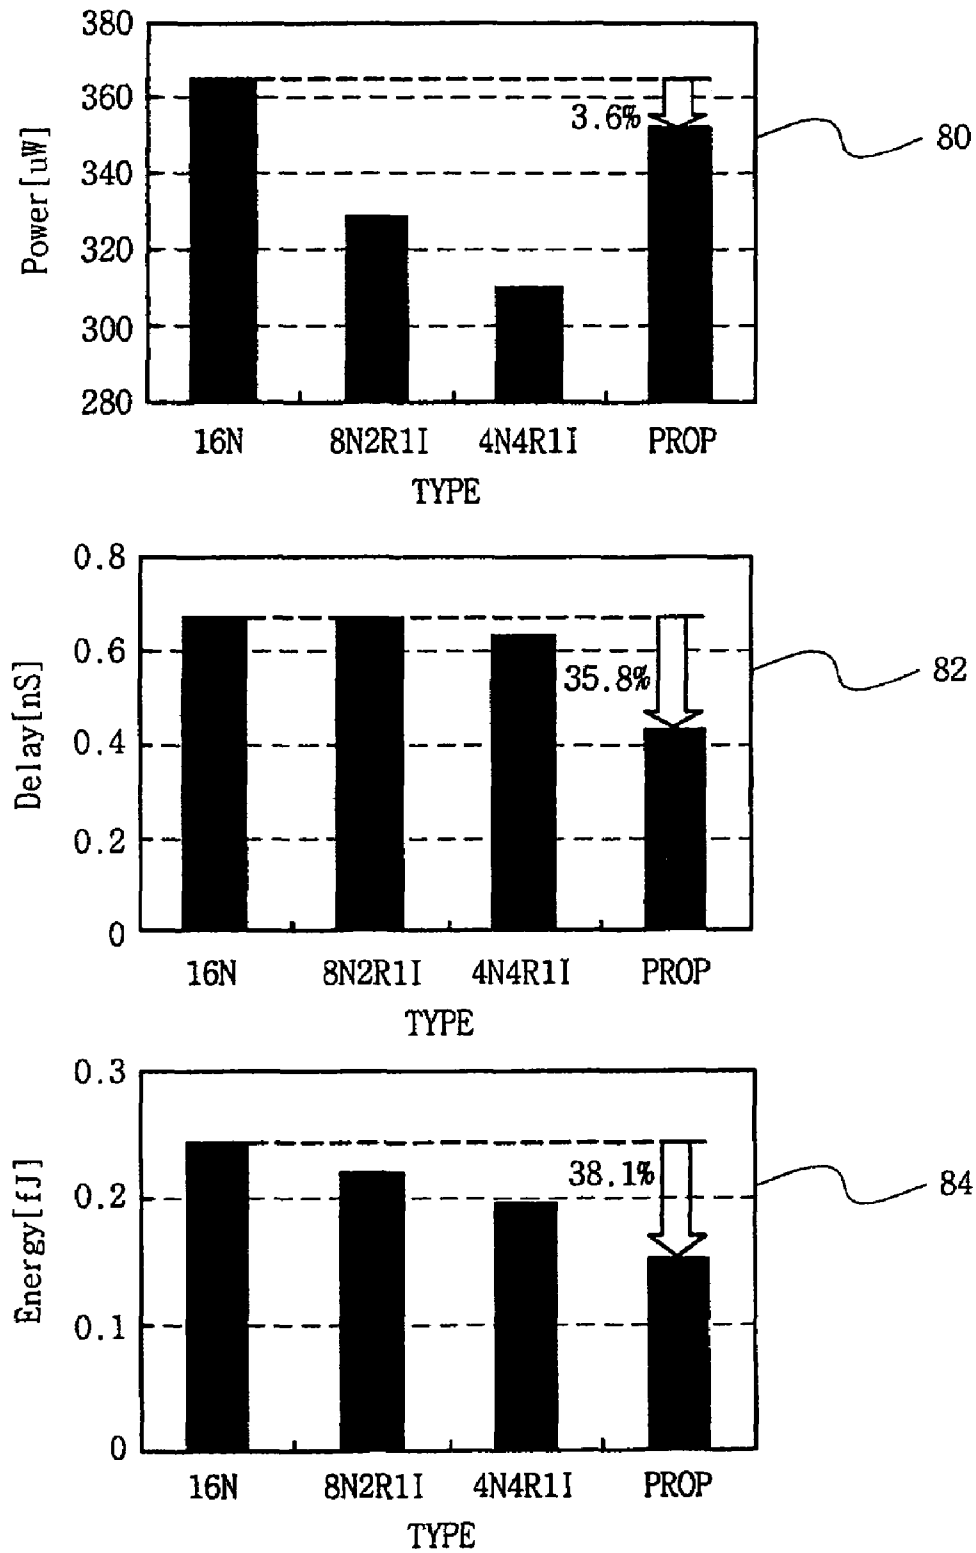 380
360
340
320
300
280
Power[uW]
3.6%
80
16N 8N2R1I 4N4R1I PROP
TYPE
0.8
0.6
0.4
0.2
0
Delay[nS]
35.8%
82
16N 8N2R1I 4N4R1I PROP
TYPE
0.3
0.2
0.1
0
Energy[fJ]
38.1%
84
16N 8N2R1I 4N4R1I PROP
TYPE